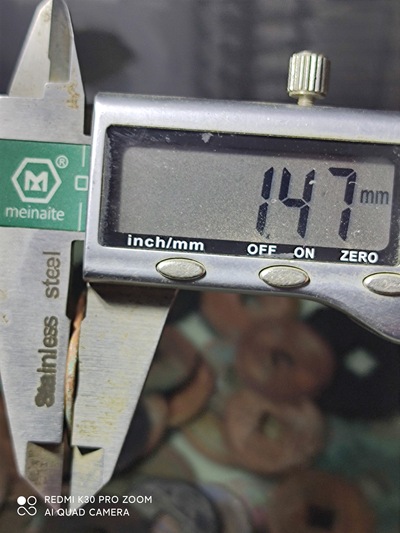 M®
meinaite
147 mm
inch/mm OFF ON ZERO
Stainless steel
REDMI K30 PRO ZOOM
AI QUAD CAMERA